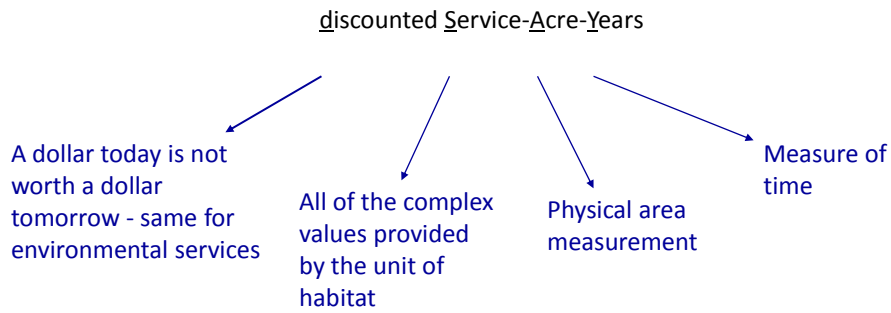 discounted Service-Acre-Years
A dollar today is not
worth a dollar
tomorrow - same for
environmental services
All of the complex
values provided
by the unit of
habitat
Physical area
measurement
Measure of
time